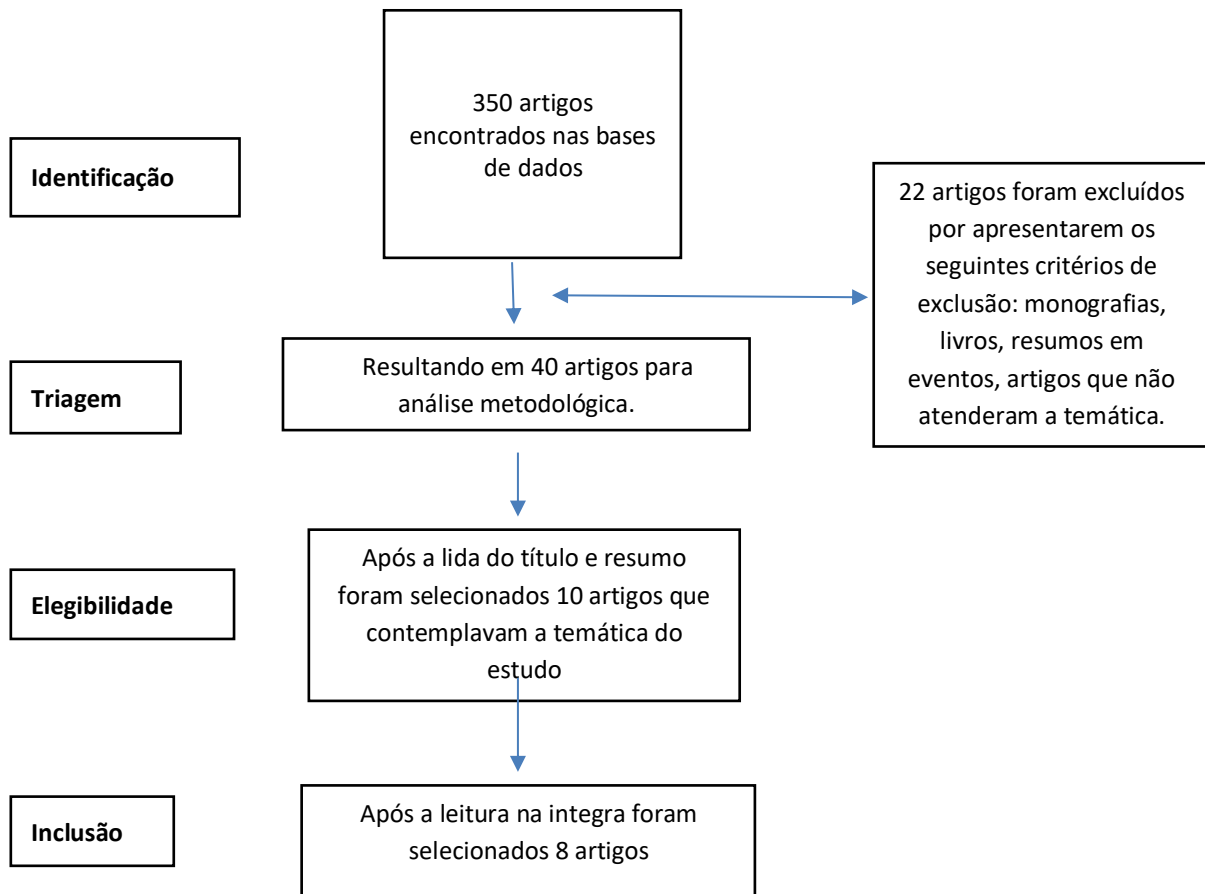 350 artigos
encontrados nas bases
de dados
Identificação
22 artigos foram excluídos
por apresentarem os
seguintes critérios de
exclusão: monografias,
livros, resumos em
eventos, artigos que não
atenderam a temática.
Resultando em 40 artigos para
análise metodológica.
Triagem
Após a lida do título e resumo
foram selecionados 10 artigos que
contemplavam a temática do
estudo
Elegibilidade
Após a leitura na integra foram
selecionados 8 artigos
Inclusão